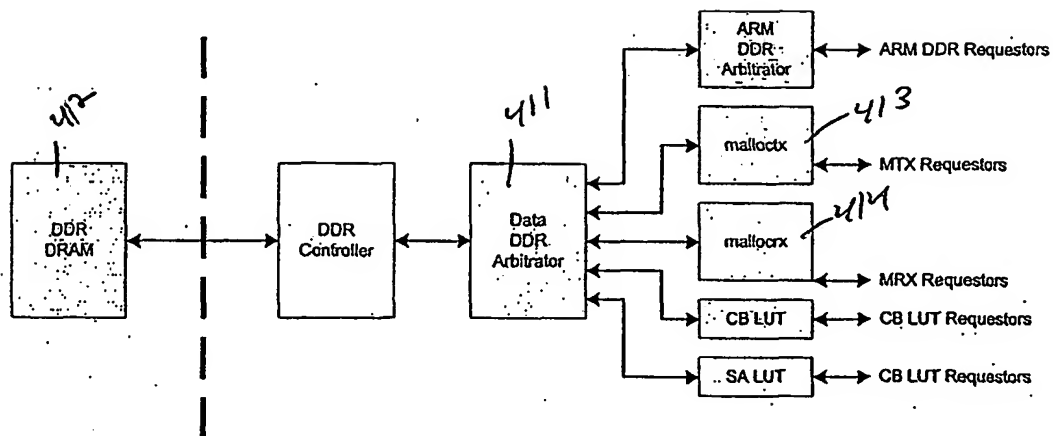 ARM
DDR
Arbitrator
ARM DDR Requestors
412
411
413
malloctx
MTX Requestors
DDR
DRAM
DDR
Controller
Data
DDR
Arbitrator
414
mallocrx
MRX Requestors
CB LUT
CB LUT Requestors
SA LUT
CB LUT Requestors